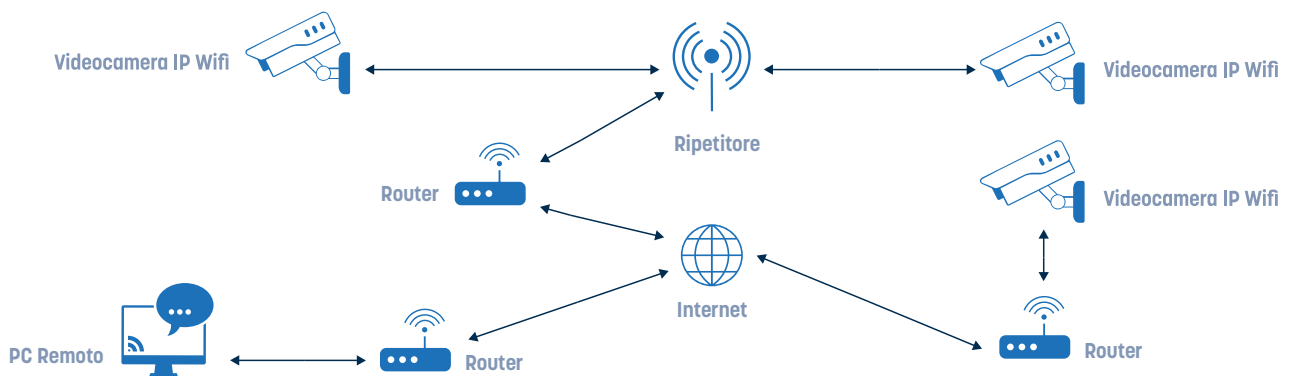 Videocamera IP Wifi
Videocamera IP Wifi
Ripetitore
Router
Videocamera IP Wifi
Internet
PC Remoto
Router
Router